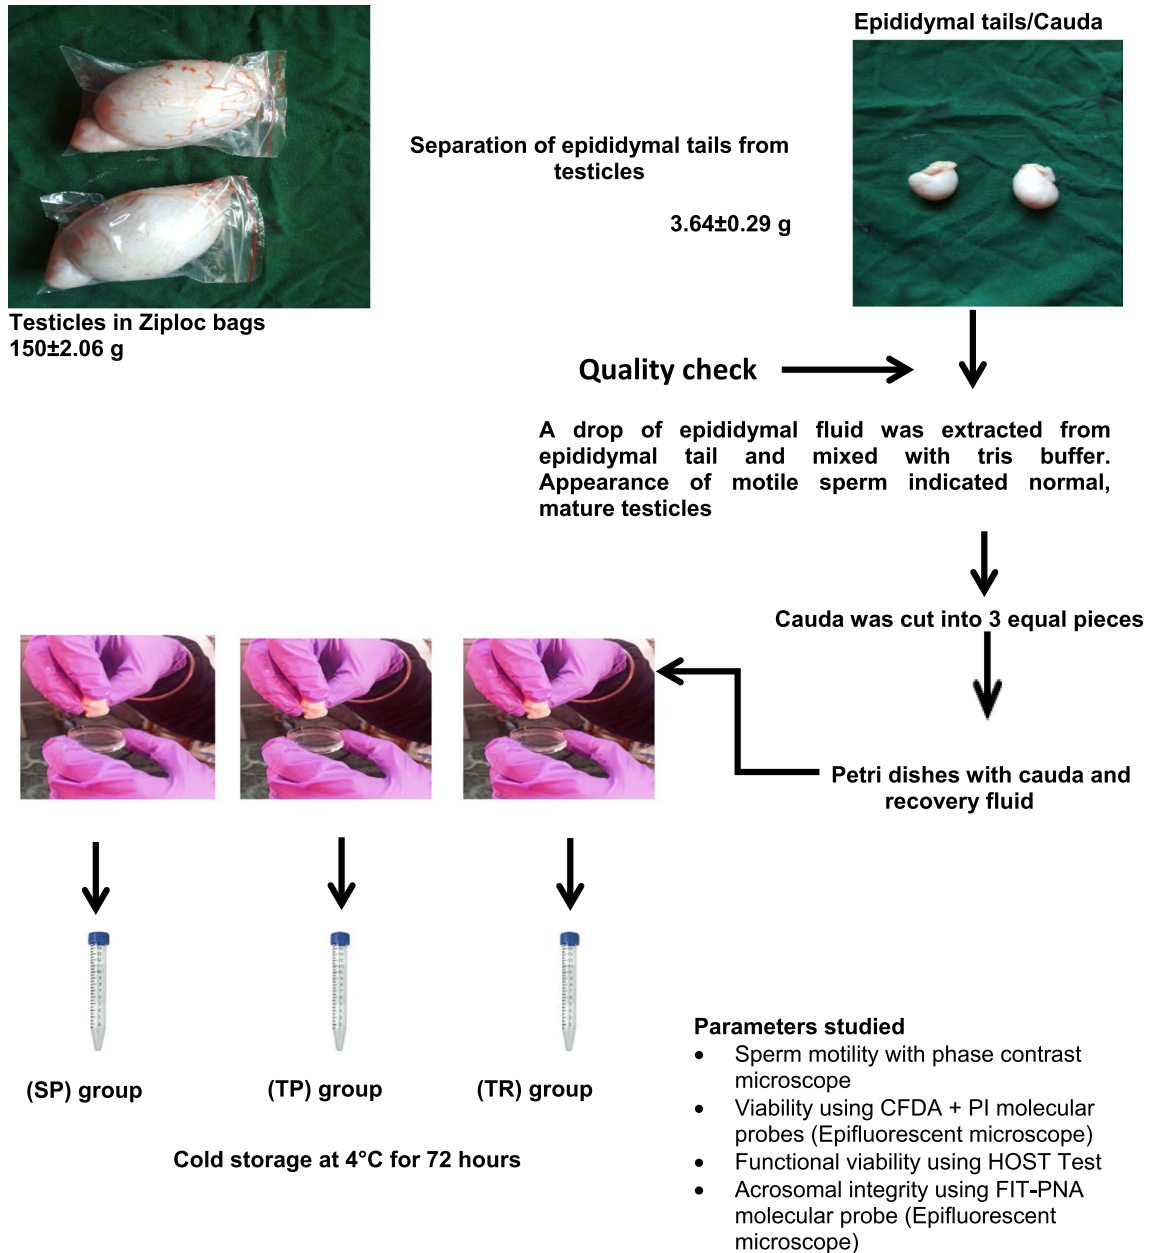 Epididymal tails/Cauda
Separation of epididymal tails from
testicles
3.64±0.29 g
Testicles in Ziploc bags
150±2.06 g
Quality check
A drop of epididymal fluid was extracted from
epididymal tail and mixed with tris buffer.
Appearance of motile sperm indicated normal,
mature testicles
Cauda was cut into 3 equal pieces
Petri dishes with cauda and
recovery fluid
(SP) group
(TP) group
(TR) group
Cold storage at 4°C for 72 hours
Parameters studied
• Sperm motility with phase contrast
microscope
• Viability using CFDA + PI molecular
probes (Epifluorescent microscope)
• Functional viability using HOST Test
• Acrosomal integrity using FIT-PNA
molecular probe (Epifluorescent
microscope)